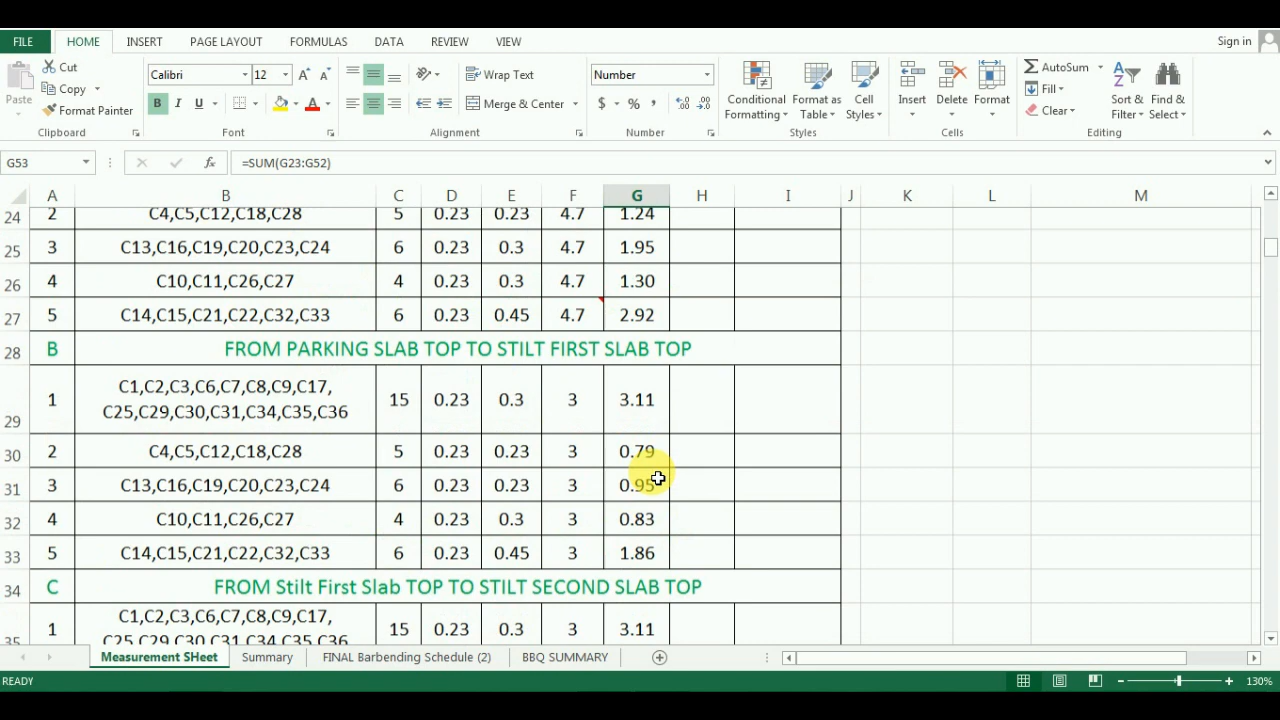 FILE HOME INSERT PAGE LAYOUT FORMULAS DATA REVIEW VIEW Sign in
Paste Cut Copy Format Painter Clipboard
Calibri 12 B I U A A A Font
Wrap Text Merge & Center Alignment
Number $ % , Number
Conditional Formatting Format as Table Cell Styles Styles
Insert Delete Format Cells
AutoSum Fill Clear Sort & Filter Find & Select Editing
G53 fx =SUM(G23:G52)
A B C D E F G H I J K L M
24 2 C4,C5,C12,C18,C28 5 0.23 0.23 4.7 1.24
25 3 C13,C16,C19,C20,C23,C24 6 0.23 0.3 4.7 1.95
26 4 C10,C11,C26,C27 4 0.23 0.3 4.7 1.30
27 5 C14,C15,C21,C22,C32,C33 6 0.23 0.45 4.7 2.92
28 B FROM PARKING SLAB TOP TO STILT FIRST SLAB TOP
C1,C2,C3,C6,C7,C8,C9,C17,
29 1 C25,C29,C30,C31,C34,C35,C36 15 0.23 0.3 3 3.11
30 2 C4,C5,C12,C18,C28 5 0.23 0.23 3 0.79
31 3 C13,C16,C19,C20,C23,C24 6 0.23 0.23 3 0.95
32 4 C10,C11,C26,C27 4 0.23 0.3 3 0.83
33 5 C14,C15,C21,C22,C32,C33 6 0.23 0.45 3 1.86
34 C FROM Stilt First Slab TOP TO STILT SECOND SLAB TOP
C1,C2,C3,C6,C7,C8,C9,C17,
35 1 C25,C29,C30,C31,C34,C35,C36 15 0.23 0.3 3 3.11
Measurement SHeet Summary FINAL Barbending Schedule (2) BBQ SUMMARY
READY 130%